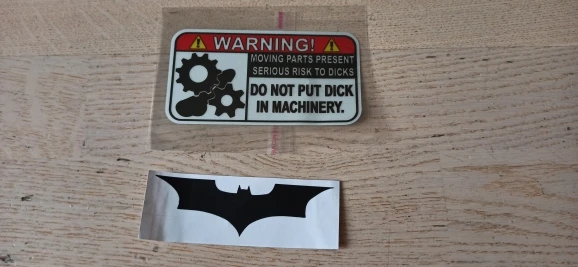 WARNING!
MOVING PARTS PRESENT
SERIOUS RISK TO DICKS
DO NOT PUT DICK
IN MACHINERY.